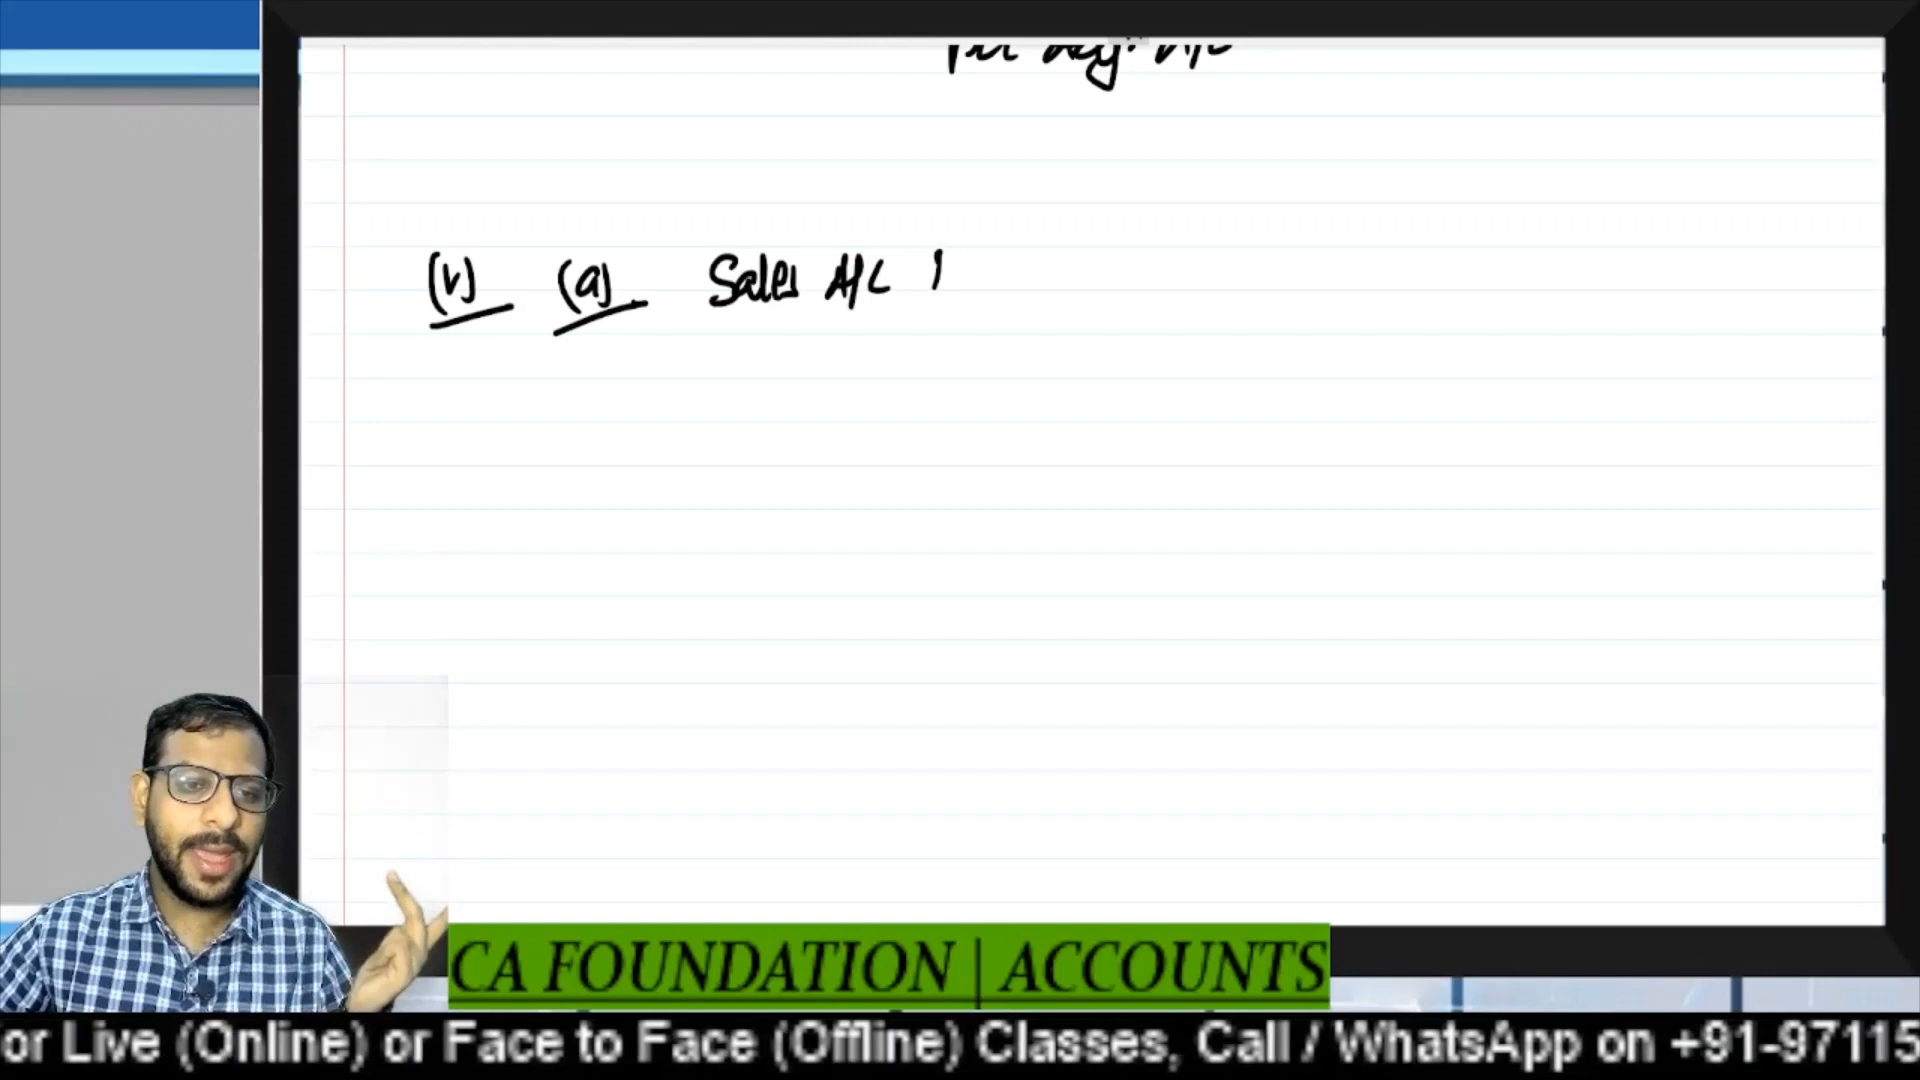 (v) (a) Sales A/C
CA FOUNDATION | ACCOUNTS
or Live (Online) or Face to Face (Offline) Classes, Call / WhatsApp on +91-97115